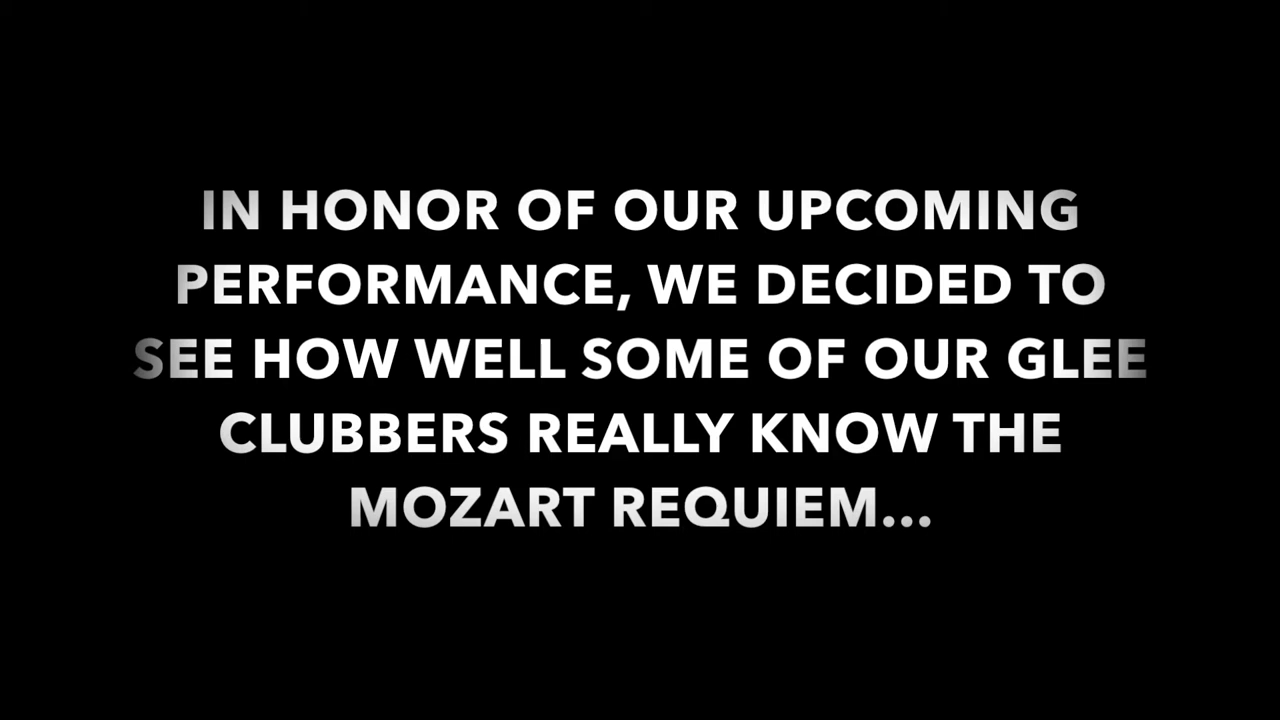 IN HONOR OF OUR UPCOMING
PERFORMANCE, WE DECIDED TO
SEE HOW WELL SOME OF OUR GLEE
CLUBBERS REALLY KNOW THE
MOZART REQUIEM...